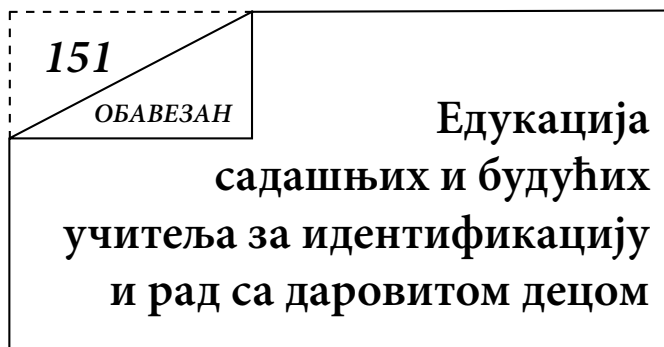 151
ОБАВЕЗАН
Едукација
садашњих и будућих
учитеља за идентификацију
и рад са даровитом децом